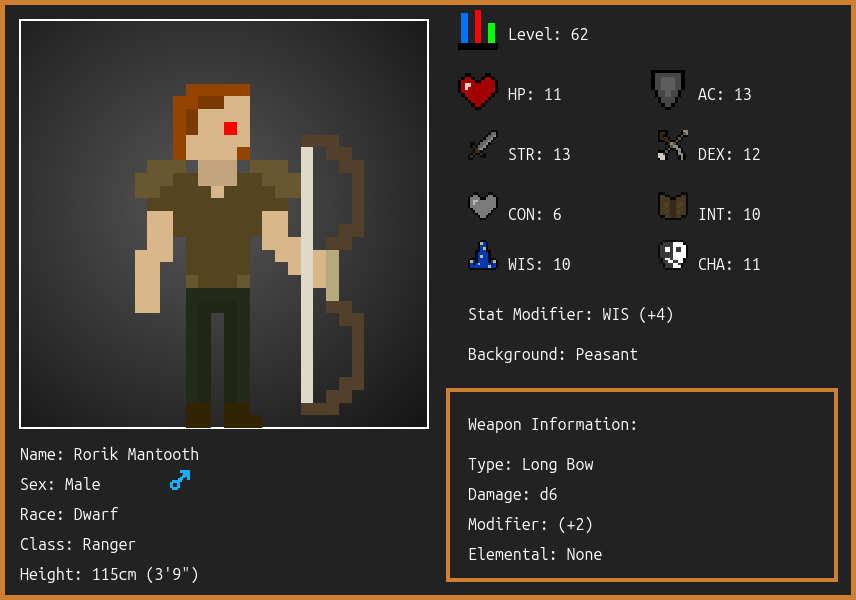 Level: 62
HP: 11
AC: 13
STR: 13
DEX: 12
CON: 6
INT: 10
WIS: 10
CHA: 11
Stat Modifier: WIS (+4)
Background: Peasant
Weapon Information:
Type: Long Bow
Damage: d6
Modifier: (+2)
Elemental: None
Name: Rorik Mantooth
Sex: Male
Race: Dwarf
Class: Ranger
Height: 115cm (3'9")